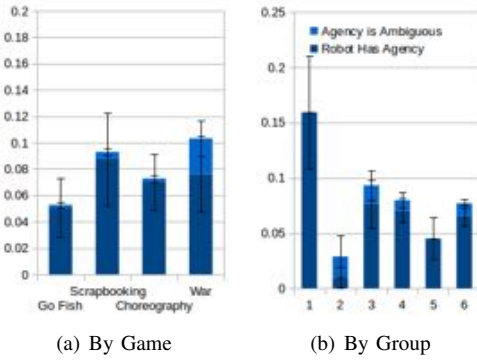 0.2
0.18
0.16
0.14
0.12
0.1
0.08
0.06
0.04
0.02
0
Scrapbooking War
Go Fish Choreography
(a) By Game
0.25
0.2
0.15
0.1
0.05
0
Agency is Ambiguous
Robot Has Agency
1 2 3 4 5 6
(b) By Group